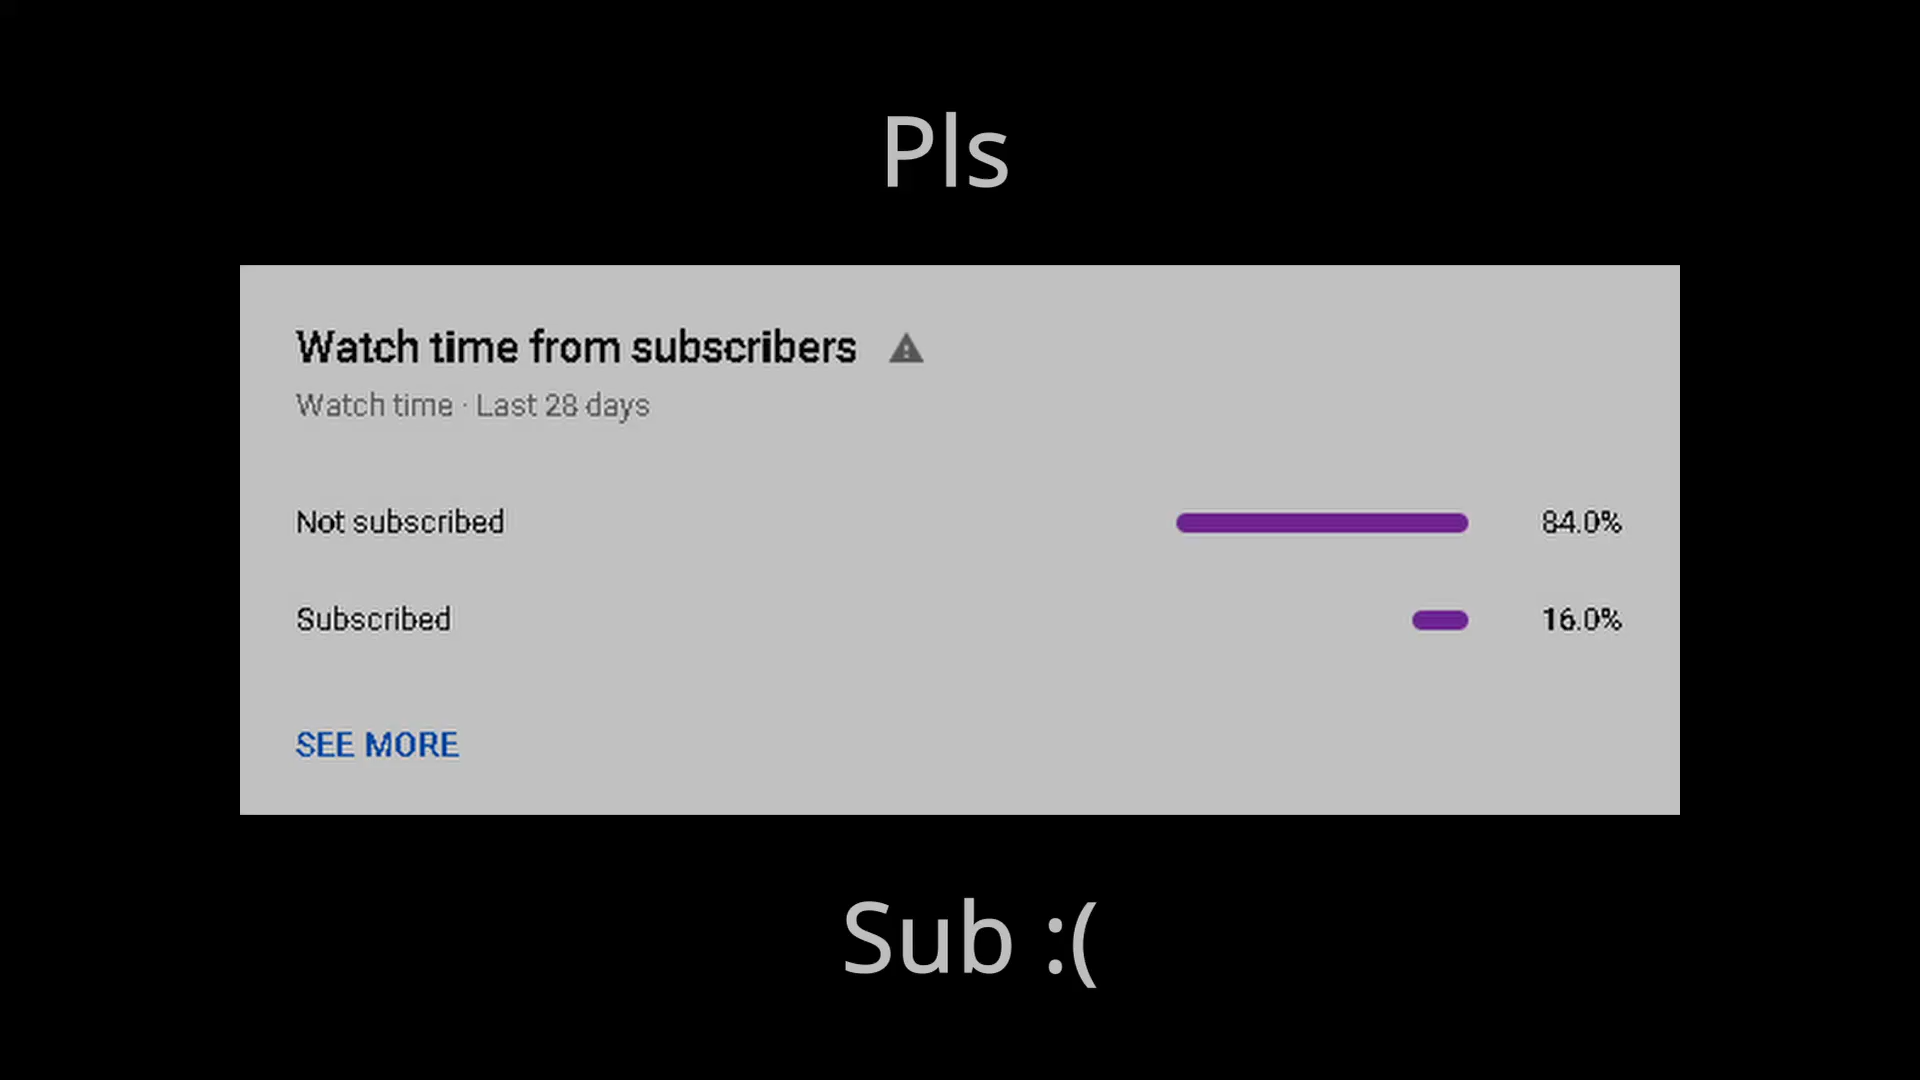 Pls
Watch time from subscribers
Watch time · Last 28 days
Not subscribed 84.0%
Subscribed 16.0%
SEE MORE
Sub :(